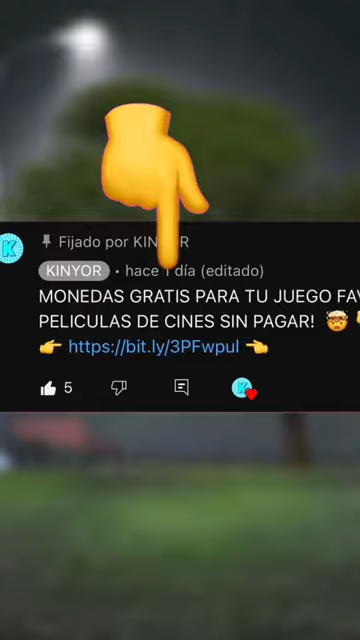 Fijado por KINYOR
KINYOR • hace 1 día (editado)
MONEDAS GRATIS PARA TU JUEGO FAV
PELICULAS DE CINES SIN PAGAR! 🤯
👉 https://bit.ly/3PFwpul 👈
5